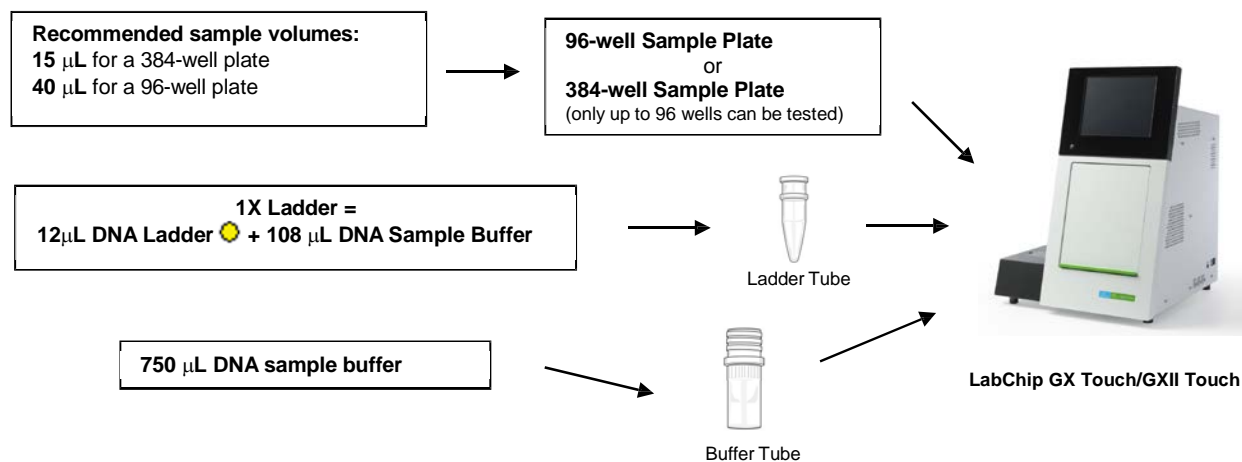 Recommended sample volumes:
15 μL for a 384-well plate
40 μL for a 96-well plate
96-well Sample Plate
or
384-well Sample Plate
(only up to 96 wells can be tested)
1X Ladder =
12μL DNA Ladder + 108 μL DNA Sample Buffer
Ladder Tube
750 μL DNA sample buffer
Buffer Tube
LabChip GX Touch/GXII Touch